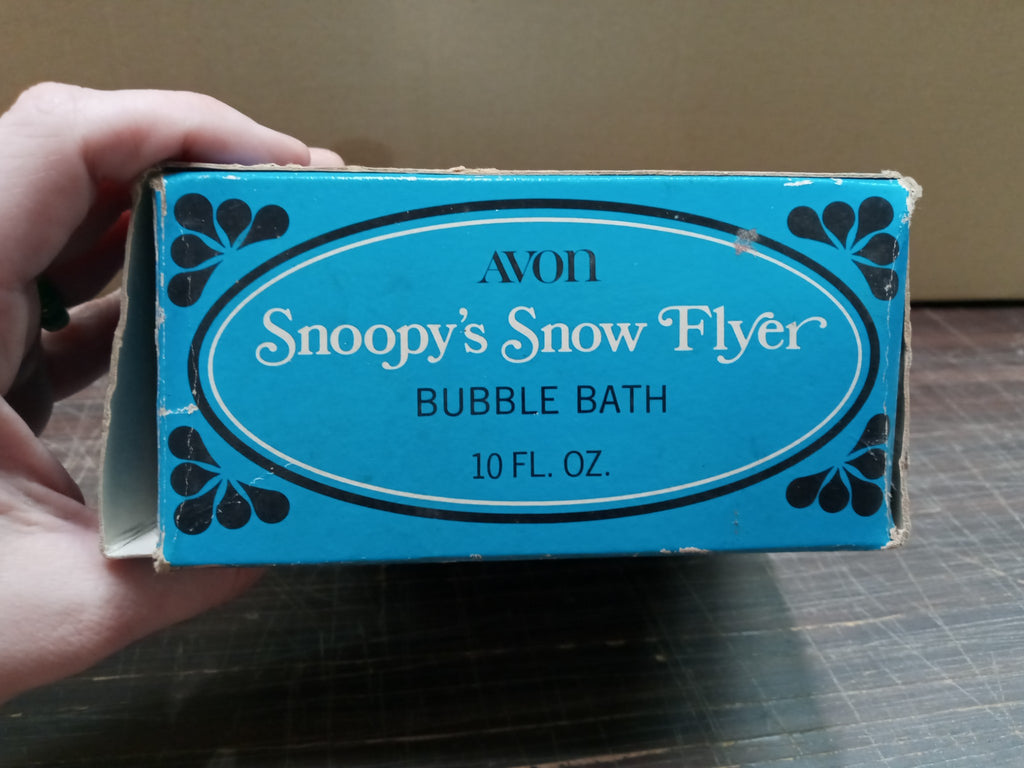 AVON
Snoopy's Snow Flyer
BUBBLE BATH
10 FL. OZ.